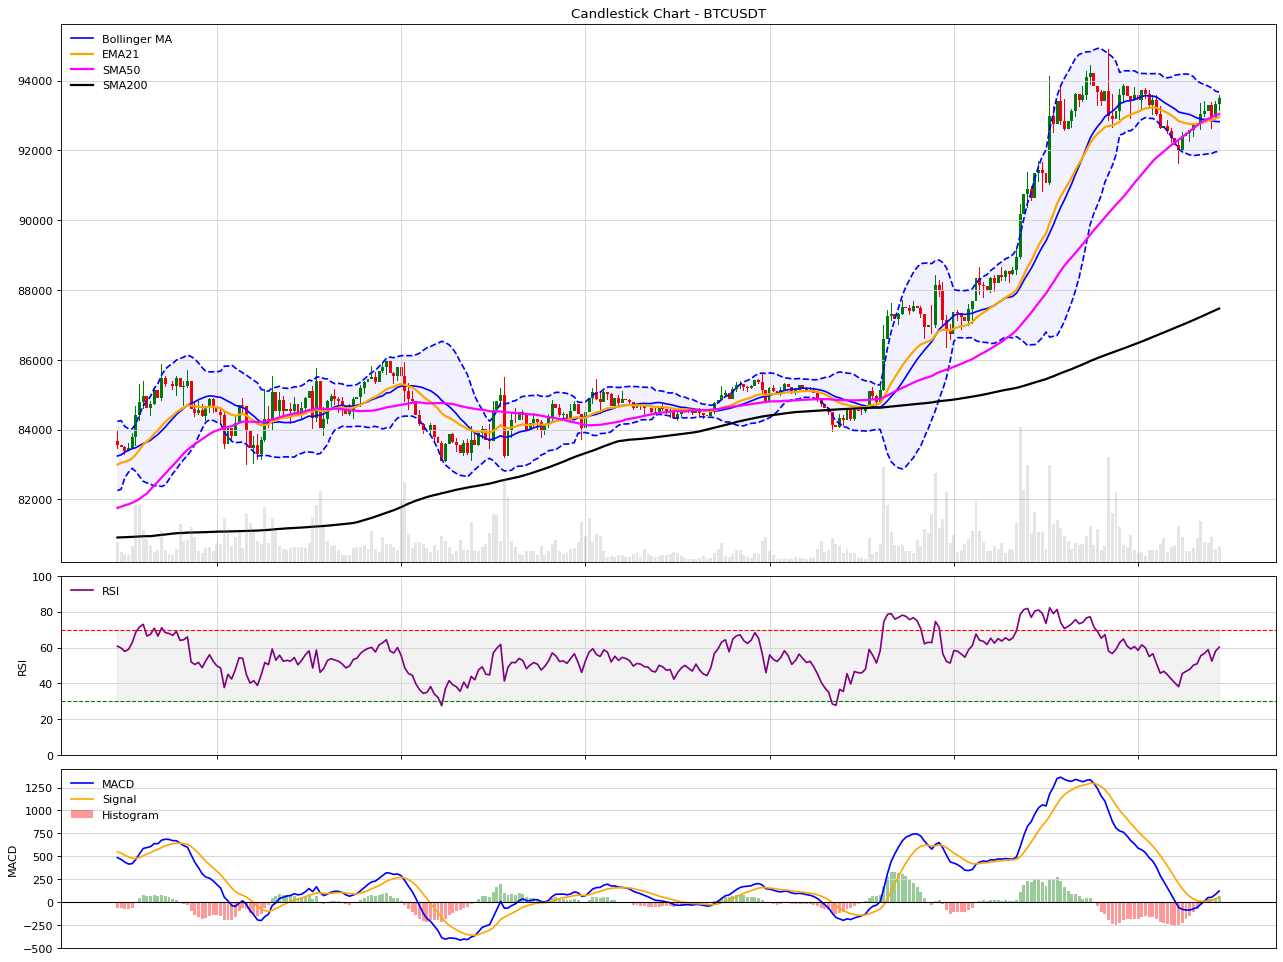 Candlestick Chart - BTCUSDT
Bollinger MA
EMA21
SMA50
SMA200
94000
92000
90000
88000
86000
84000
82000
RSI
100
80
60
40
20
0
RSI
MACD
Signal
Histogram
1250
1000
750
500
250
0
−250
−500
MACD